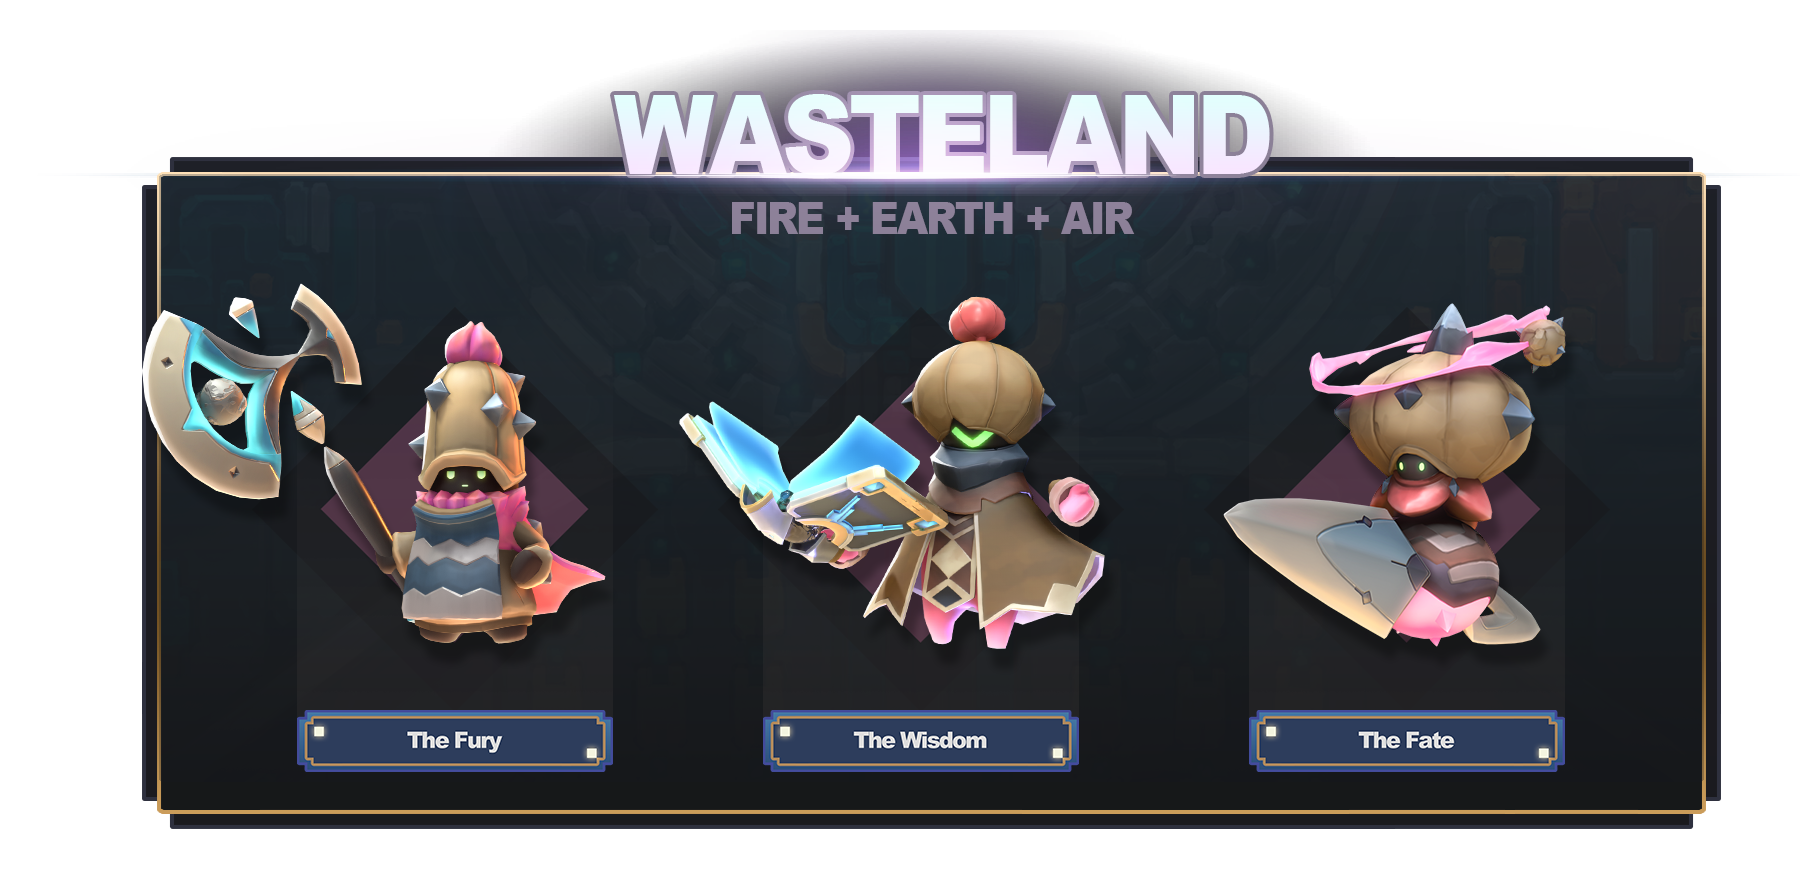 WASTELAND
FIRE + EARTH + AIR
The Fury
The Wisdom
The Fate